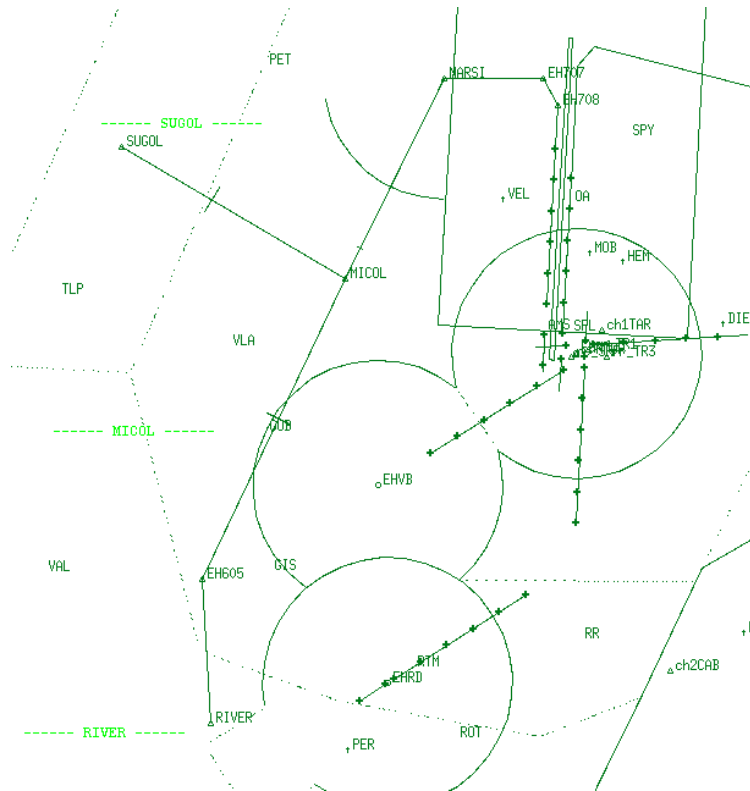 PET
NARSI
EH707
EH708
------ SUGOL ------
SUGOL
SPY
VEL
OA
MOB
HEM
MICOL
TLP
VLA
AMS
SPL
ch1TAR
DIE
------ MICOL ------
EHVB
VAL
EH605
GIS
RR
RTM
EHRD
ch2CAB
RIVER
------ RIVER ------
PER
ROT